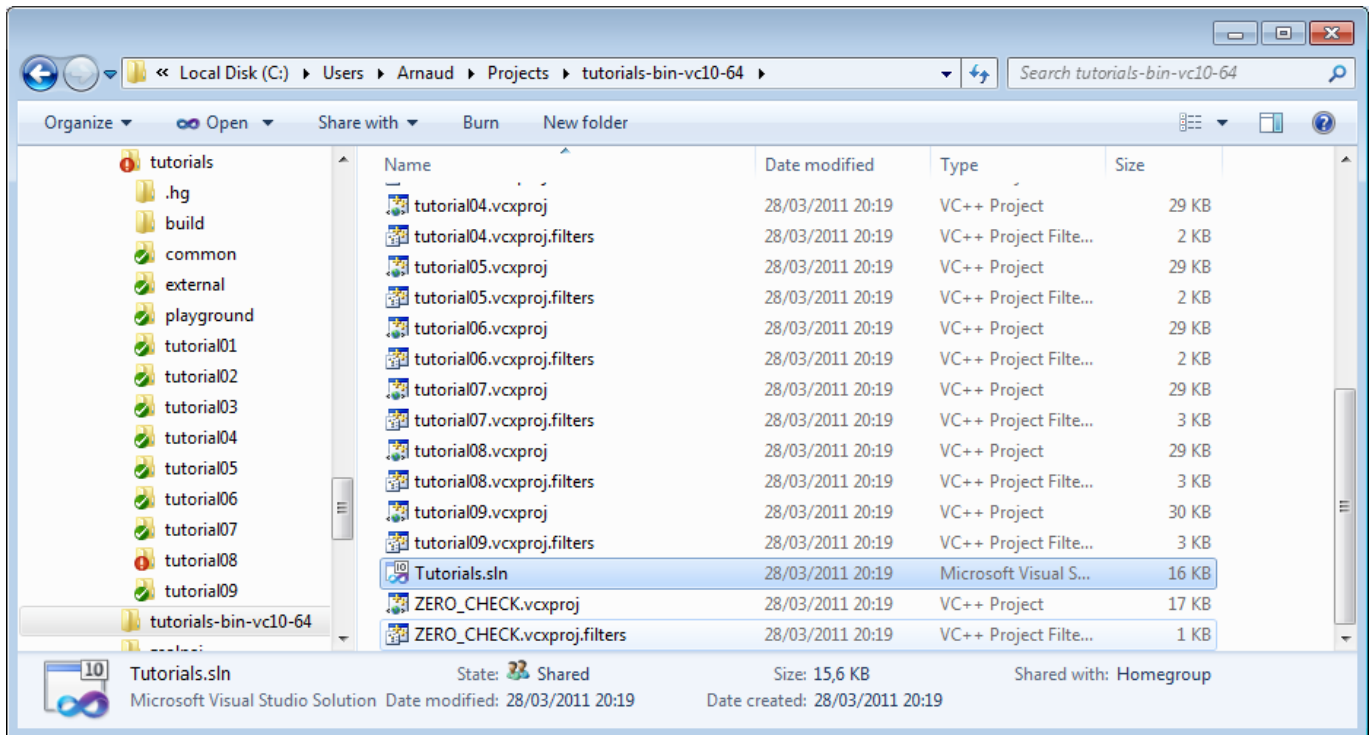 « Local Disk (C:) ▸ Users ▸ Arnaud ▸ Projects ▸ tutorials-bin-vc10-64 ▸ Search tutorials-bin-vc10-64
Organize Open Share with Burn New folder
tutorials
.hg
build
common
external
playground
tutorial01
tutorial02
tutorial03
tutorial04
tutorial05
tutorial06
tutorial07
tutorial08
tutorial09
tutorials-bin-vc10-64
Name Date modified Type Size
tutorial04.vcxproj 28/03/2011 20:19 VC++ Project 29 KB
tutorial04.vcxproj.filters 28/03/2011 20:19 VC++ Project Filte... 2 KB
tutorial05.vcxproj 28/03/2011 20:19 VC++ Project 29 KB
tutorial05.vcxproj.filters 28/03/2011 20:19 VC++ Project Filte... 2 KB
tutorial06.vcxproj 28/03/2011 20:19 VC++ Project 29 KB
tutorial06.vcxproj.filters 28/03/2011 20:19 VC++ Project Filte... 2 KB
tutorial07.vcxproj 28/03/2011 20:19 VC++ Project 29 KB
tutorial07.vcxproj.filters 28/03/2011 20:19 VC++ Project Filte... 3 KB
tutorial08.vcxproj 28/03/2011 20:19 VC++ Project 29 KB
tutorial08.vcxproj.filters 28/03/2011 20:19 VC++ Project Filte... 3 KB
tutorial09.vcxproj 28/03/2011 20:19 VC++ Project 30 KB
tutorial09.vcxproj.filters 28/03/2011 20:19 VC++ Project Filte... 3 KB
Tutorials.sln 28/03/2011 20:19 Microsoft Visual S... 16 KB
ZERO_CHECK.vcxproj 28/03/2011 20:19 VC++ Project 17 KB
ZERO_CHECK.vcxproj.filters 28/03/2011 20:19 VC++ Project Filte... 1 KB
10 Tutorials.sln State: Shared Size: 15,6 KB Shared with: Homegroup
Microsoft Visual Studio Solution Date modified: 28/03/2011 20:19 Date created: 28/03/2011 20:19